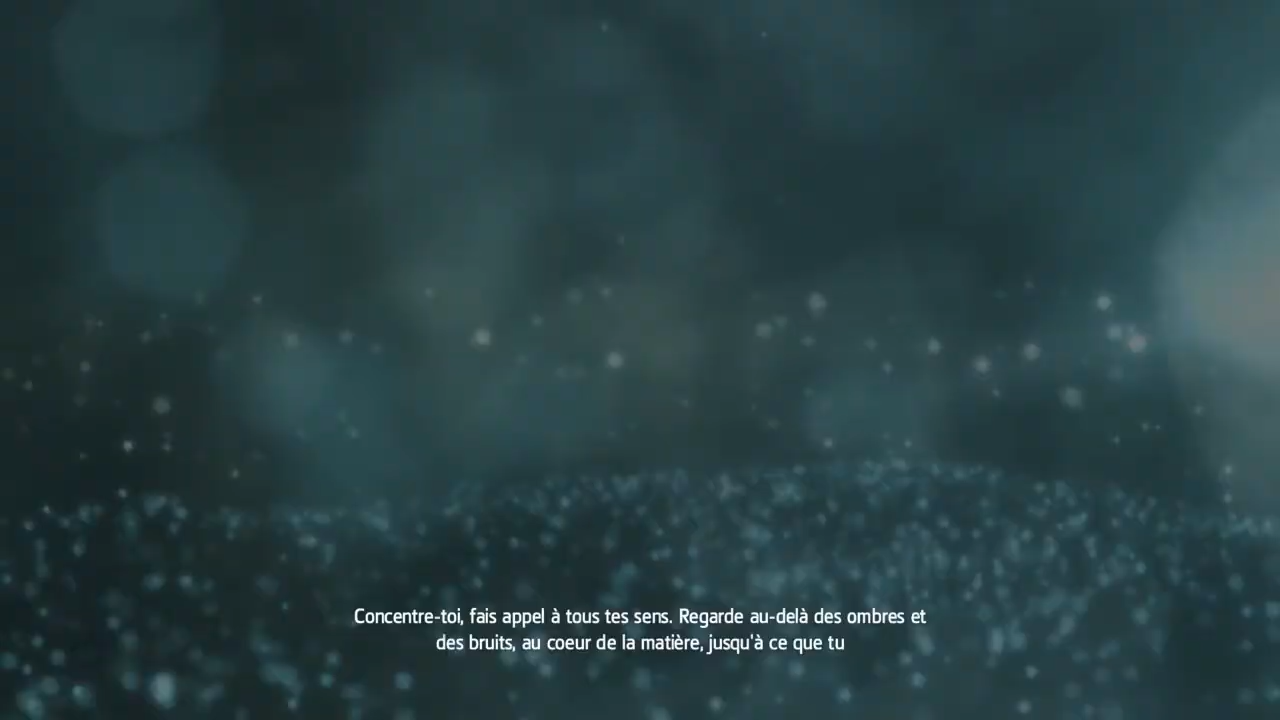 Concentre-toi, fais appel à tous tes sens. Regarde au-delà des ombres et
des bruits, au coeur de la matière, jusqu'à ce que tu